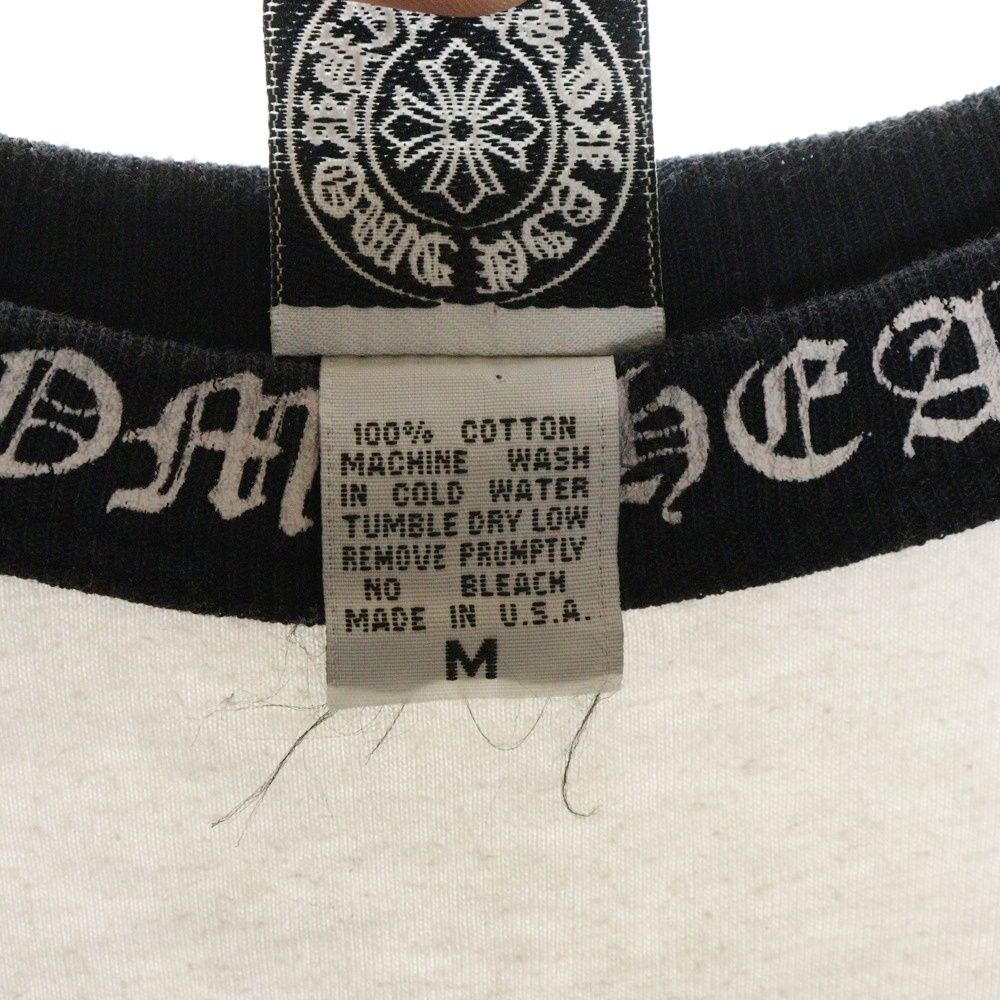 100% COTTON
MACHINE WASH
IN COLD WATER
TUMBLE DRY LOW
REMOVE PROMPTLY
NO BLEACH
MADE IN U.S.A.
M